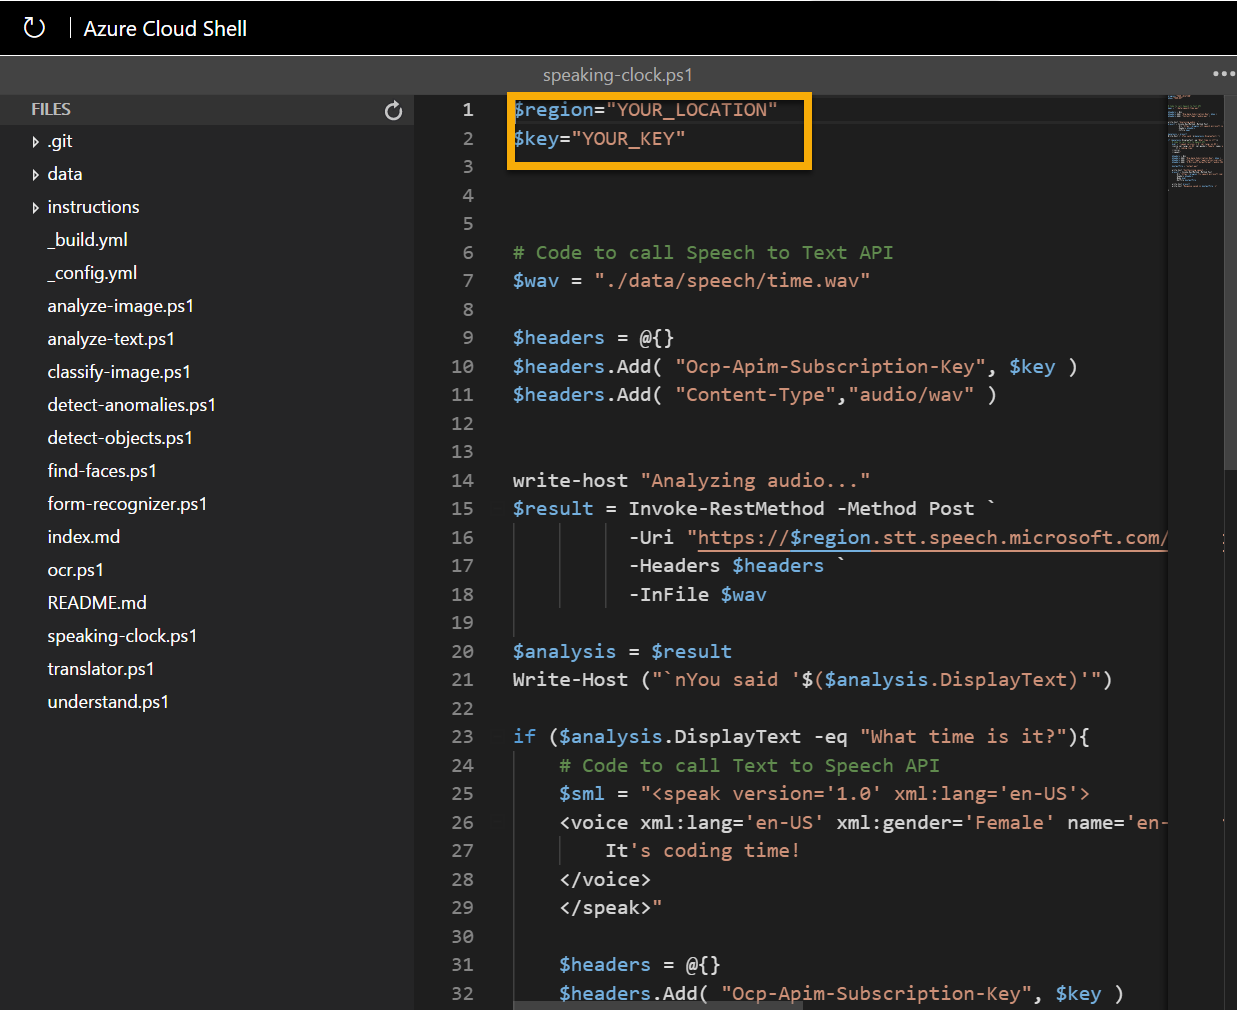 Azure Cloud Shell
speaking-clock.ps1
FILES
.git
data
instructions
_build.yml
_config.yml
analyze-image.ps1
analyze-text.ps1
classify-image.ps1
detect-anomalies.ps1
detect-objects.ps1
find-faces.ps1
form-recognizer.ps1
index.md
ocr.ps1
README.md
speaking-clock.ps1
translator.ps1
understand.ps1
1 $region="YOUR_LOCATION"
2 $key="YOUR_KEY"
3
4
5
6 # Code to call Speech to Text API
7 $wav = "./data/speech/time.wav"
8
9 $headers = @{}
10 $headers.Add( "Ocp-Apim-Subscription-Key", $key )
11 $headers.Add( "Content-Type","audio/wav" )
12
13
14 write-host "Analyzing audio..."
15 $result = Invoke-RestMethod -Method Post `
16 -Uri "https://$region.stt.speech.microsoft.com/
17 -Headers $headers `
18 -InFile $wav
19
20 $analysis = $result
21 Write-Host ("`nYou said '$($analysis.DisplayText)'")
22
23 if ($analysis.DisplayText -eq "What time is it?"){
24 # Code to call Text to Speech API
25 $sml = "<speak version='1.0' xml:lang='en-US'>
26 <voice xml:lang='en-US' xml:gender='Female' name='en-
27 It's coding time!
28 </voice>
29 </speak>"
30
31 $headers = @{}
32 $headers.Add( "Ocp-Apim-Subscription-Key", $key )